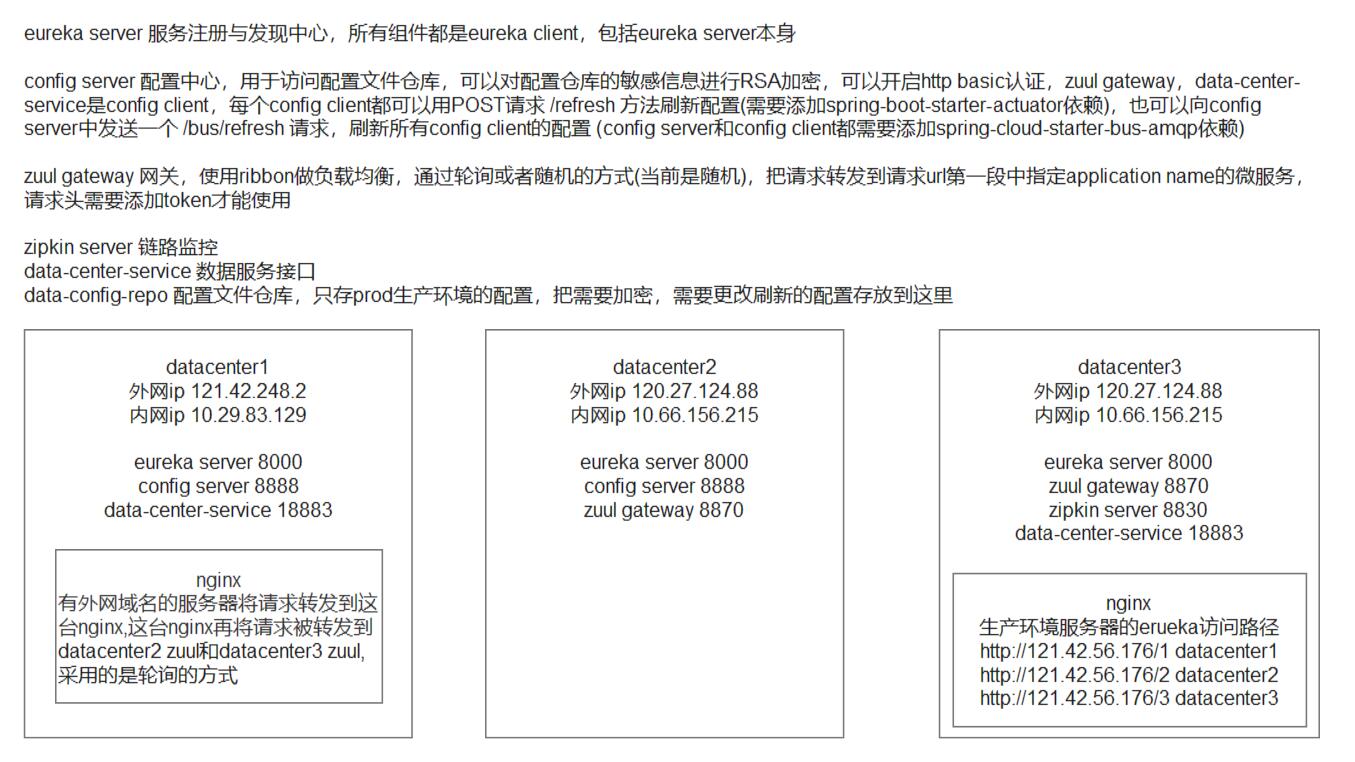 eureka server 服务注册与发现中心，所有组件都是eureka client，包括eureka server本身
config server 配置中心，用于访问配置文件仓库，可以对配置仓库的敏感信息进行RSA加密，可以开启http basic认证，zuul gateway，data-center-
service是config client，每个config client都可以用POST请求 /refresh 方法刷新配置(需要添加spring-boot-starter-actuator依赖)，也可以向config
server中发送一个 /bus/refresh 请求，刷新所有config client的配置 (config server和config client都需要添加spring-cloud-starter-bus-amqp依赖)
zuul gateway 网关，使用ribbon做负载均衡，通过轮询或者随机的方式(当前是随机)，把请求转发到请求url第一段中指定application name的微服务，
请求头需要添加token才能使用
zipkin server 链路监控
data-center-service 数据服务接口
data-config-repo 配置文件仓库，只存prod生产环境的配置，把需要加密，需要更改刷新的配置存放到这里
datacenter1
外网ip 121.42.248.2
内网ip 10.29.83.129
eureka server 8000
config server 8888
data-center-service 18883
nginx
有外网域名的服务器将请求转发到这
台nginx,这台nginx再将请求被转发到
datacenter2 zuul和datacenter3 zuul,
采用的是轮询的方式
datacenter2
外网ip 120.27.124.88
内网ip 10.66.156.215
eureka server 8000
config server 8888
zuul gateway 8870
datacenter3
外网ip 120.27.124.88
内网ip 10.66.156.215
eureka server 8000
zuul gateway 8870
zipkin server 8830
data-center-service 18883
nginx
生产环境服务器的erueka访问路径
http://121.42.56.176/1 datacenter1
http://121.42.56.176/2 datacenter2
http://121.42.56.176/3 datacenter3